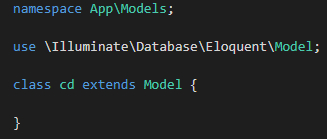 namespace App\Models;
use \Illuminate\Database\Eloquent\Model;
class cd extends Model {
}